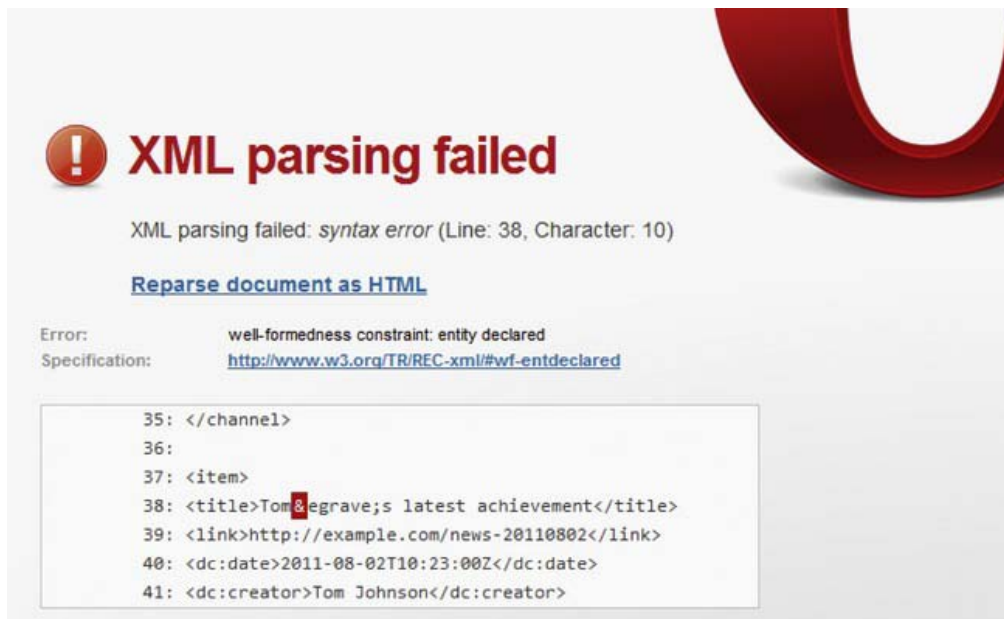 XML parsing failed
XML parsing failed: syntax error (Line: 38, Character: 10)
Reparse document as HTML
Error: well-formedness constraint: entity declared
Specification: http://www.w3.org/TR/REC-xml/#wf-entdeclared
35: </channel>
36:
37: <item>
38: <title>Tom&egrave;s latest achievement</title>
39: <link>http://example.com/news-20110802</link>
40: <dc:date>2011-08-02T10:23:00Z</dc:date>
41: <dc:creator>Tom Johnson</dc:creator>